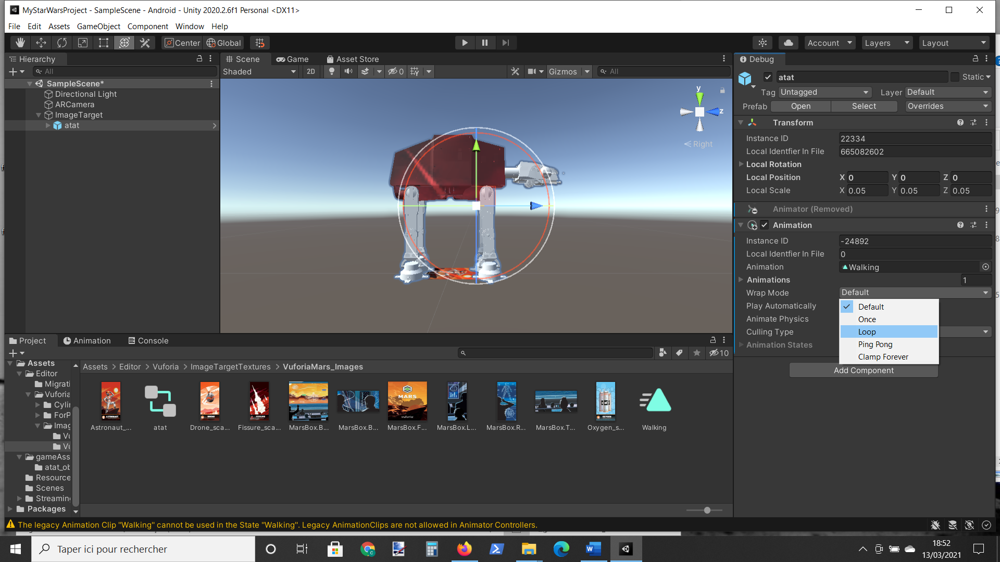 MyStarWarsProject - SampleScene - Android - Unity 2020.2.6f1 Personal <DX11>
File Edit Assets GameObject Component Window Help
Center Global Account Layers Layout
Hierarchy
All
SampleScene*
Directional Light
ARCamera
ImageTarget
atat
Scene Game Asset Store
Shaded 2D 0 Gizmos All
y
z
Right
Debug
atat Static
Tag Untagged Layer Default
Prefab Open Select Overrides
Transform
Instance ID 22334
Local Identfier In File 665082602
Local Rotation
Local Position X 0 Y 0 Z 0
Local Scale X 0.05 Y 0.05 Z 0.05
Animator (Removed)
Animation
Instance ID -24892
Local Identfier In File 0
Animation Walking
Animations 1
Wrap Mode Default
Play Automatically
Animate Physics
Culling Type
Animation States
Default
Once
Loop
Ping Pong
Clamp Forever
Add Component
Project Animation Console
10
Assets
Editor
Migrati
Vuforia
Cylin
ForP
Imag
Vu
Vu
gameAss
atat_ob
Resource
Scenes
Streaming
Packages
Assets > Editor > Vuforia > ImageTargetTextures > VuforiaMars_Images
MARS
vuforia
ASTRONAUT
DRONE
FISSURE
OXYGEN
Astronaut_... atat Drone_sca... Fissure_sca... MarsBox.B... MarsBox.B... MarsBox.F... MarsBox.L... MarsBox.R... MarsBox.T... Oxygen_s... Walking
The legacy Animation Clip "Walking" cannot be used in the State "Walking". Legacy AnimationClips are not allowed in Animator Controllers.
Taper ici pour rechercher
18:52
13/03/2021